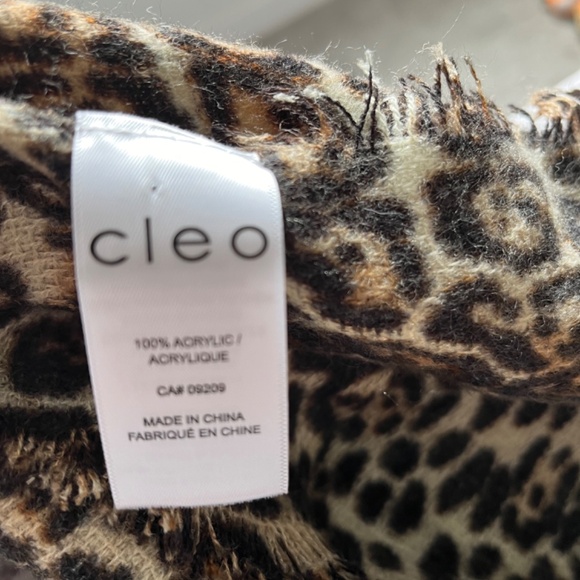 cleo
100% ACRYLIC /
ACRYLIQUE
CA# 09209
MADE IN CHINA
FABRIQUÉ EN CHINE